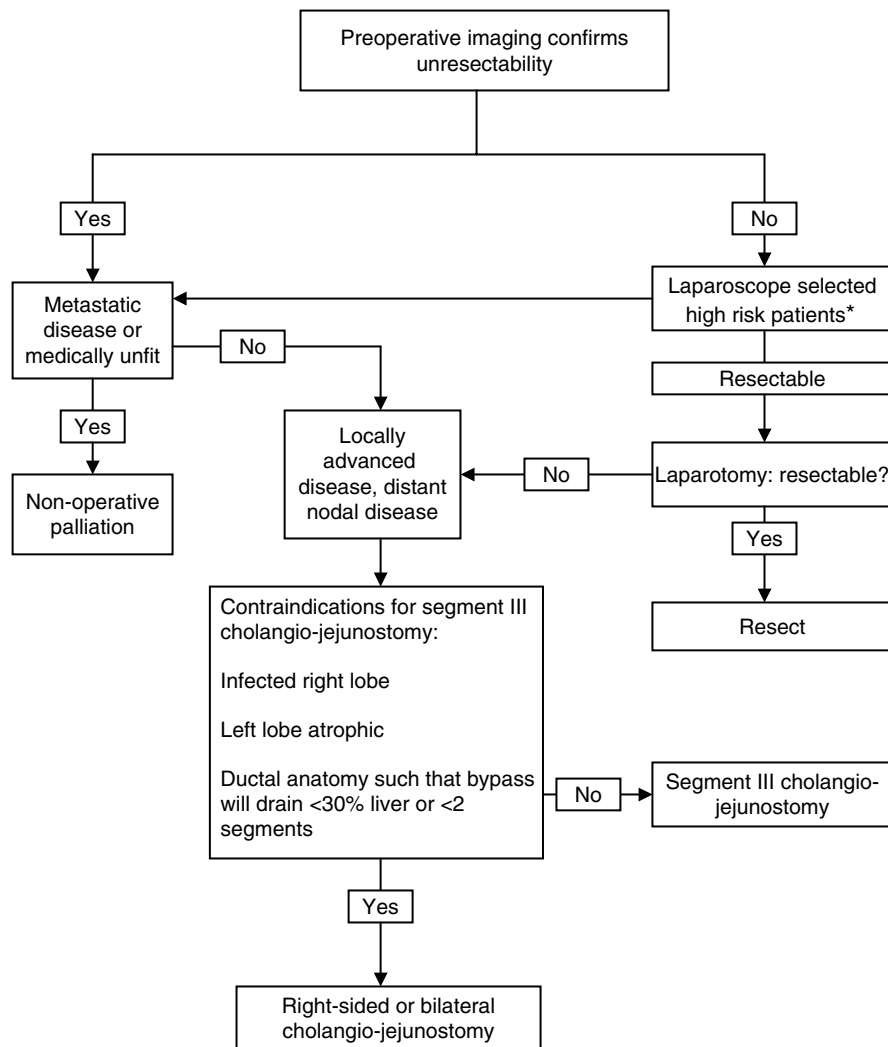 Preoperative imaging confirms
unresectability
Yes
No
Metastatic
disease or
medically unfit
Laparoscope selected
high risk patients*
No
Resectable
Yes
Locally
advanced
disease, distant
nodal disease
No
Laparotomy: resectable?
Non-operative
palliation
Yes
Resect
Contraindications for segment III
cholangio-jejunostomy:
Infected right lobe
Left lobe atrophic
Ductal anatomy such that bypass
will drain <30% liver or <2
segments
No
Segment III cholangio-
jejunostomy
Yes
Right-sided or bilateral
cholangio-jejunostomy